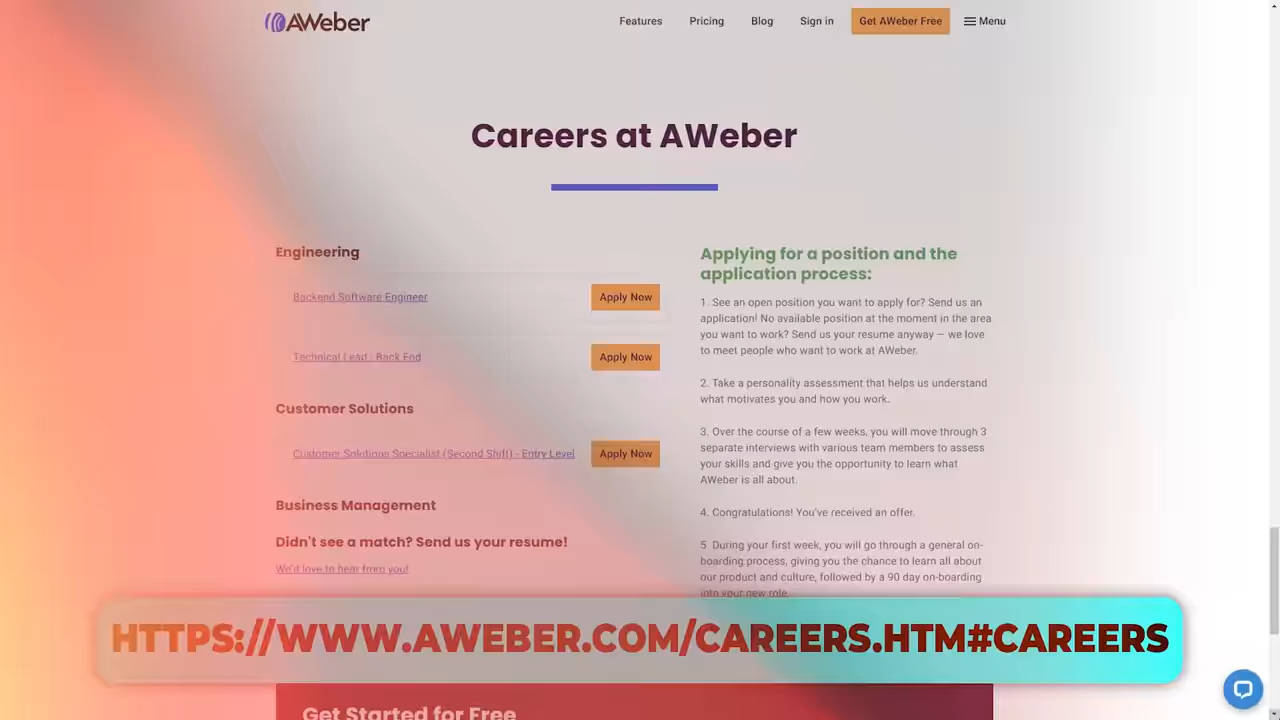 AWeber
Features Pricing Blog Sign in Get AWeber Free Menu
Careers at AWeber
Engineering
Backend Software Engineer Apply Now
Technical Lead - Back End Apply Now
Customer Solutions
Customer Solutions Specialist (Second Shift) - Entry Level Apply Now
Business Management
Didn't see a match? Send us your resume!
We'd love to hear from you!
Applying for a position and the
application process:
1. See an open position you want to apply for? Send us an
application! No available position at the moment in the area
you want to work? Send us your resume anyway — we love
to meet people who want to work at AWeber.
2. Take a personality assessment that helps us understand
what motivates you and how you work.
3. Over the course of a few weeks, you will move through 3
separate interviews with various team members to assess
your skills and give you the opportunity to learn what
AWeber is all about.
4. Congratulations! You've received an offer.
5 During your first week, you will go through a general on-
boarding process, giving you the chance to learn all about
our product and culture, followed by a 90 day on-boarding
into your new role.
HTTPS://WWW.AWEBER.COM/CAREERS.HTM#CAREERS
Get Started for Free